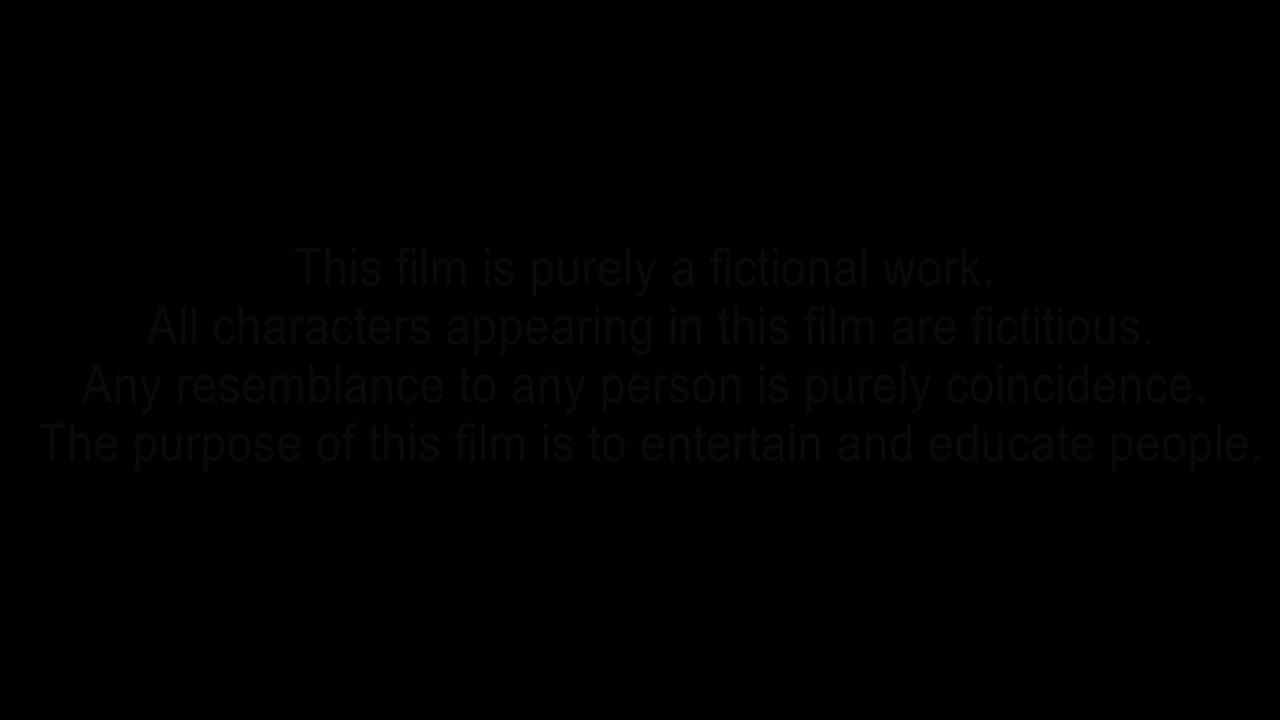 This film is purely a fictional work.
All characters appearing in this film are fictitious.
Any resemblance to any person is purely coincidence.
The purpose of this film is to entertain and educate people.